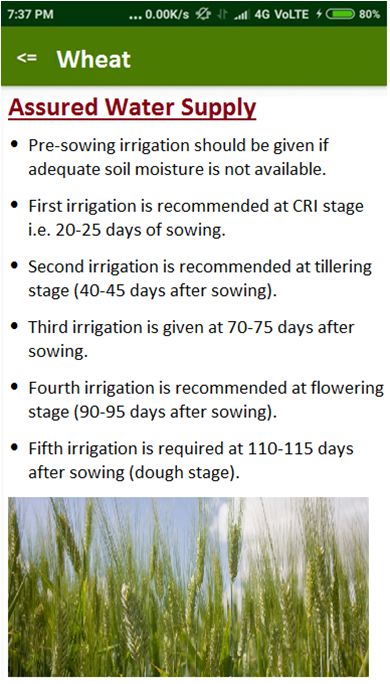 7:37 PM ... 0.00K/s 4G VoLTE 80%
<= Wheat
Assured Water Supply
• Pre-sowing irrigation should be given if
adequate soil moisture is not available.
• First irrigation is recommended at CRI stage
i.e. 20-25 days of sowing.
• Second irrigation is recommended at tillering
stage (40-45 days after sowing).
• Third irrigation is given at 70-75 days after
sowing.
• Fourth irrigation is recommended at flowering
stage (90-95 days after sowing).
• Fifth irrigation is required at 110-115 days
after sowing (dough stage).